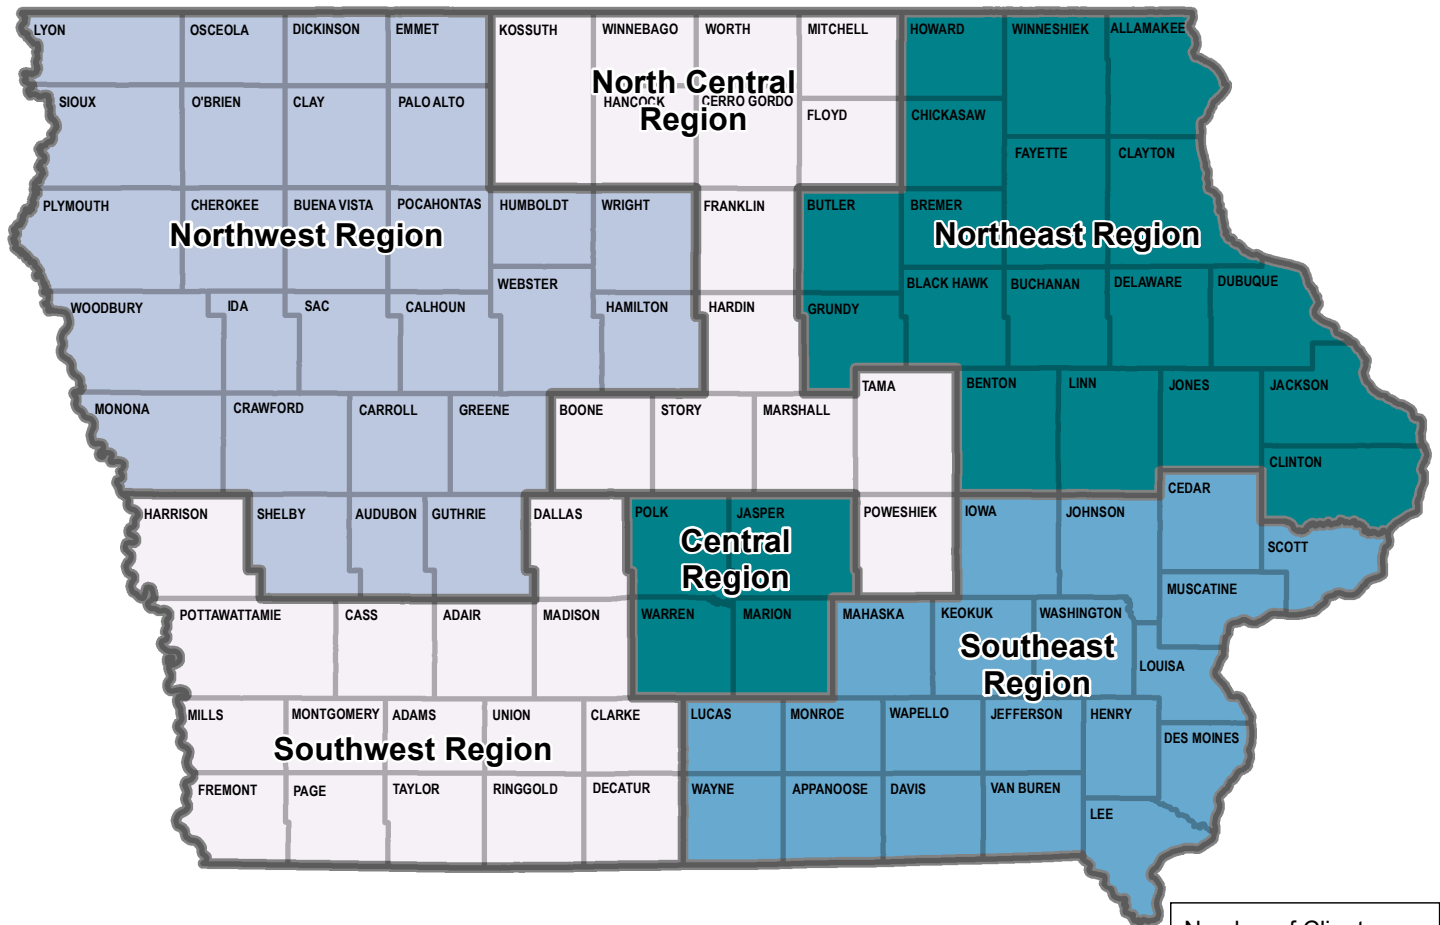 LYON OSCEOLA DICKINSON EMMET KOSSUTH WINNEBAGO WORTH MITCHELL HOWARD WINNESHIEK ALLAMAKEE
North Central
SIOUX O'BRIEN CLAY PALO ALTO HANCOCK CERRO GORDO
Region
FLOYD CHICKASAW
FAYETTE CLAYTON
PLYMOUTH CHEROKEE BUENA VISTA POCAHONTAS HUMBOLDT WRIGHT FRANKLIN BUTLER BREMER
Northwest Region
Northeast Region
WEBSTER BLACK HAWK BUCHANAN DELAWARE DUBUQUE
WOODBURY IDA SAC CALHOUN HAMILTON HARDIN GRUNDY
TAMA BENTON LINN JONES JACKSON
MONONA CRAWFORD CARROLL GREENE BOONE STORY MARSHALL
CLINTON
CEDAR
HARRISON SHELBY AUDUBON GUTHRIE DALLAS POLK JASPER POWESHIEK IOWA JOHNSON
Central
Region
SCOTT
MUSCATINE
POTTAWATTAMIE CASS ADAIR MADISON WARREN MARION MAHASKA KEOKUK WASHINGTON
Southeast
Region
LOUISA
MILLS MONTGOMERY ADAMS UNION CLARKE LUCAS MONROE WAPELLO JEFFERSON HENRY
DES MOINES
Southwest Region
FREMONT PAGE TAYLOR RINGGOLD DECATUR WAYNE APPANOOSE DAVIS VAN BUREN
LEE